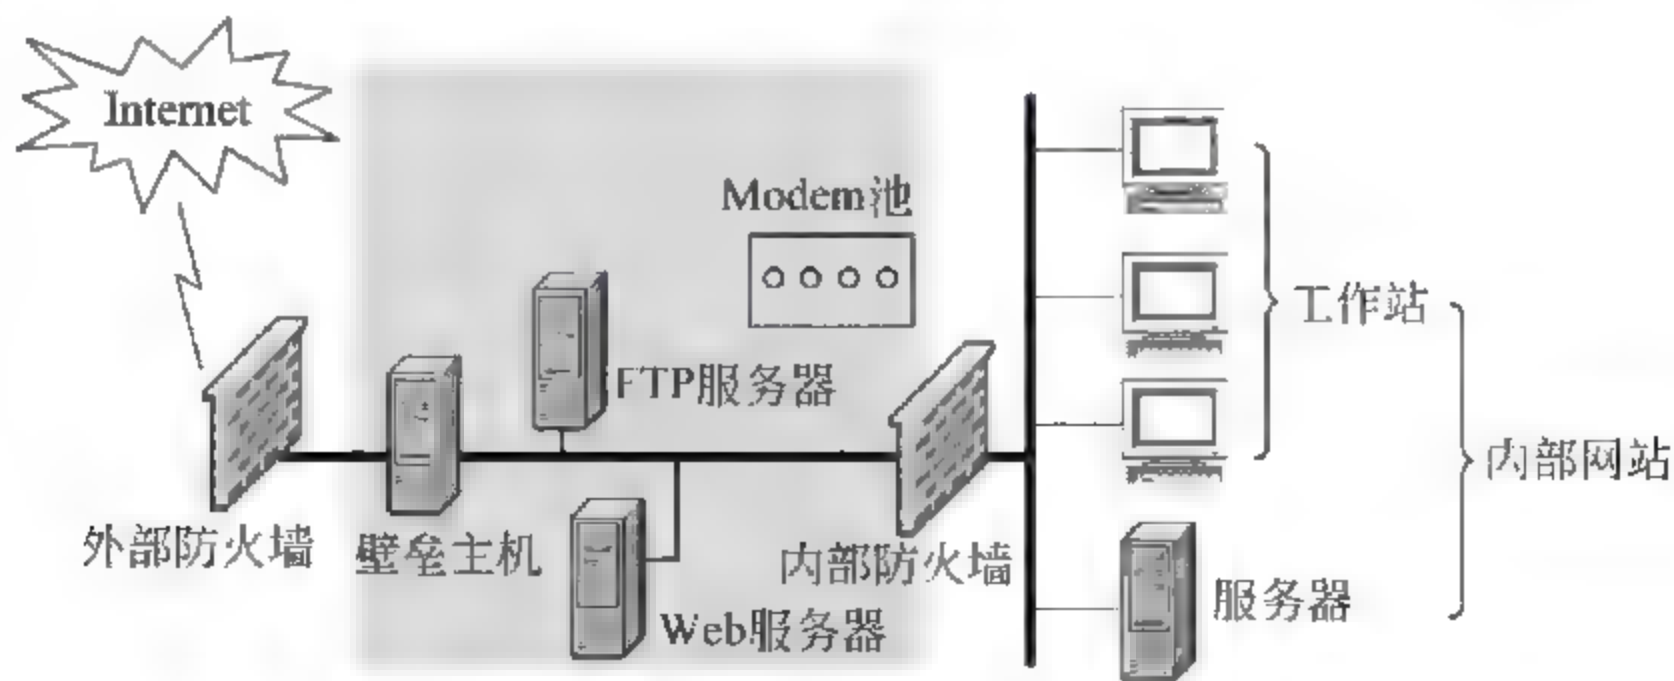 Internet
Modem池
FTP服务器
工作站
内部网站
外部防火墙
壁垒主机
内部防火墙
Web服务器
服务器